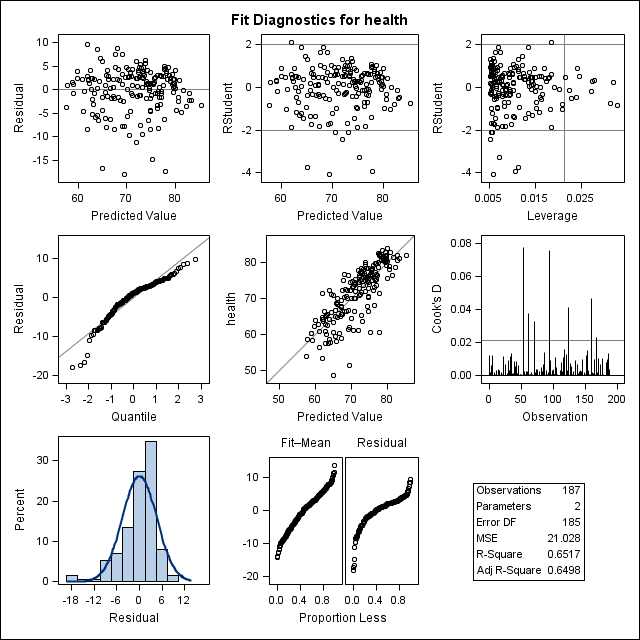 Fit Diagnostics for health
Residual
10
5
0
-5
-10
-15
60 70 80
Predicted Value
RStudent
2
0
-2
-4
60 70 80
Predicted Value
RStudent
2
0
-2
-4
0.005 0.015 0.025
Leverage
Residual
10
0
-10
-20
-3 -2 -1 0 1 2 3
Quantile
health
80
70
60
50
50 60 70 80
Predicted Value
Cook's D
0.08
0.06
0.04
0.02
0.00
0 50 100 150 200
Observation
Percent
30
20
10
0
-18 -12 -6 0 6 12
Residual
Fit–Mean Residual
10
0
-10
-20
0.0 0.4 0.8 0.0 0.4 0.8
Proportion Less
Observations 187
Parameters 2
Error DF 185
MSE 21.028
R-Square 0.6517
Adj R-Square 0.6498